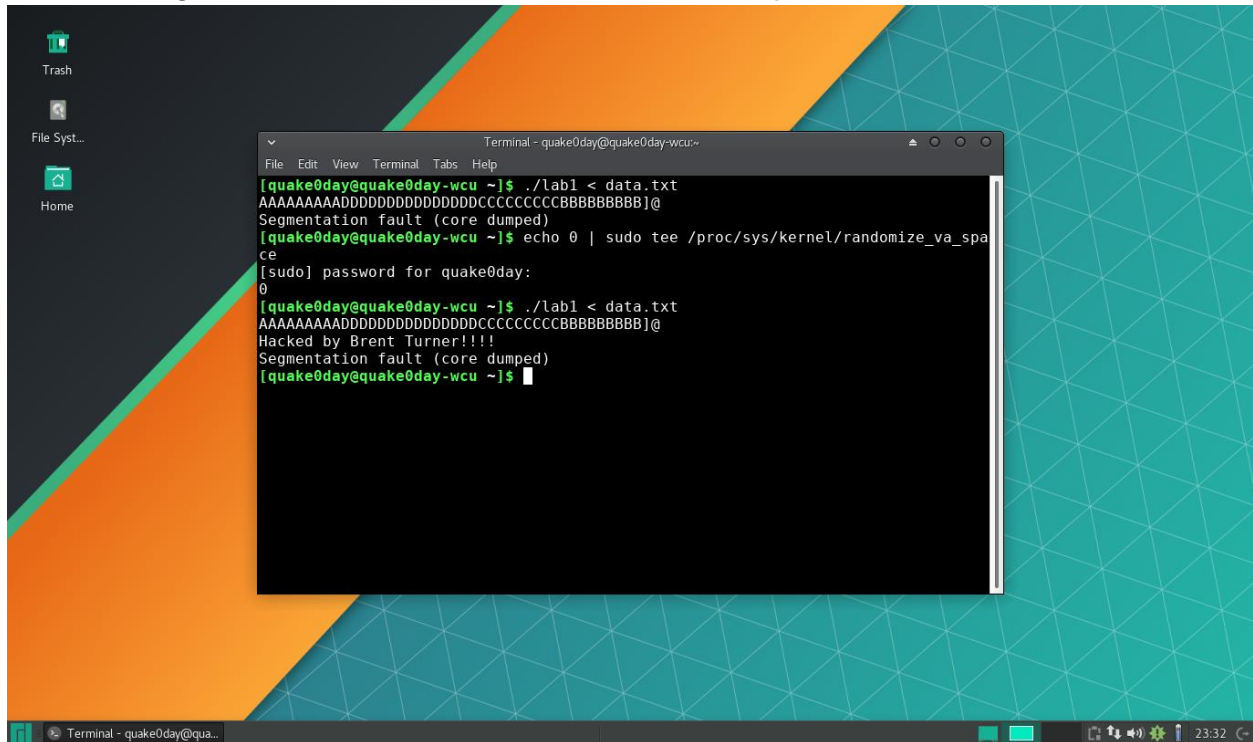 Trash
File Syst...
Home
Terminal - quake0day@quake0day-wcu:~
File Edit View Terminal Tabs Help
[quake0day@quake0day-wcu ~]$ ./lab1 < data.txt
AAAAAAAAADDDDDDDDDDDDDDDCCCCCCCCCBBBBBBBBB]@
Segmentation fault (core dumped)
[quake0day@quake0day-wcu ~]$ echo 0 | sudo tee /proc/sys/kernel/randomize_va_spa
ce
[sudo] password for quake0day:
0
[quake0day@quake0day-wcu ~]$ ./lab1 < data.txt
AAAAAAAAADDDDDDDDDDDDDDDCCCCCCCCCBBBBBBBBB]@
Hacked by Brent Turner!!!!
Segmentation fault (core dumped)
[quake0day@quake0day-wcu ~]$
Terminal - quake0day@qua...
23:32